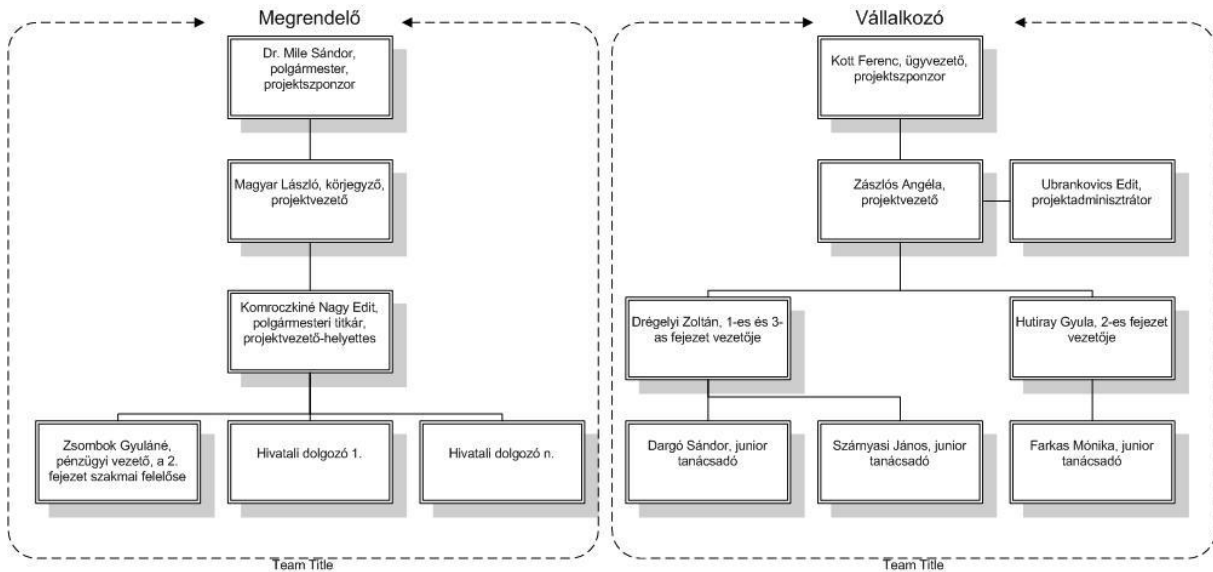 Megrendelő
Dr. Mile Sándor,
polgármester,
projektszponzor
Magyar László, körjegyző,
projektvezető
Komroczkiné Nagy Edit,
polgármesteri titkár,
projektvezető-helyettes
Zsombok Gyuláné,
pénzügyi vezető, a 2.
fejezet szakmai felelőse
Hivatali dolgozó 1.
Hivatali dolgozó n.
Team Title
Vállalkozó
Kott Ferenc, ügyvezető,
projektszponzor
Zászlós Angéla,
projektvezető
Ubrankovics Edit,
projektadminisztrátor
Drégelyi Zoltán, 1-es és 3-
as fejezet vezetője
Hutiray Gyula, 2-es fejezet
vezetője
Dargó Sándor, junior
tanácsadó
Szárnyasi János, junior
tanácsadó
Farkas Mónika, junior
tanácsadó
Team Title